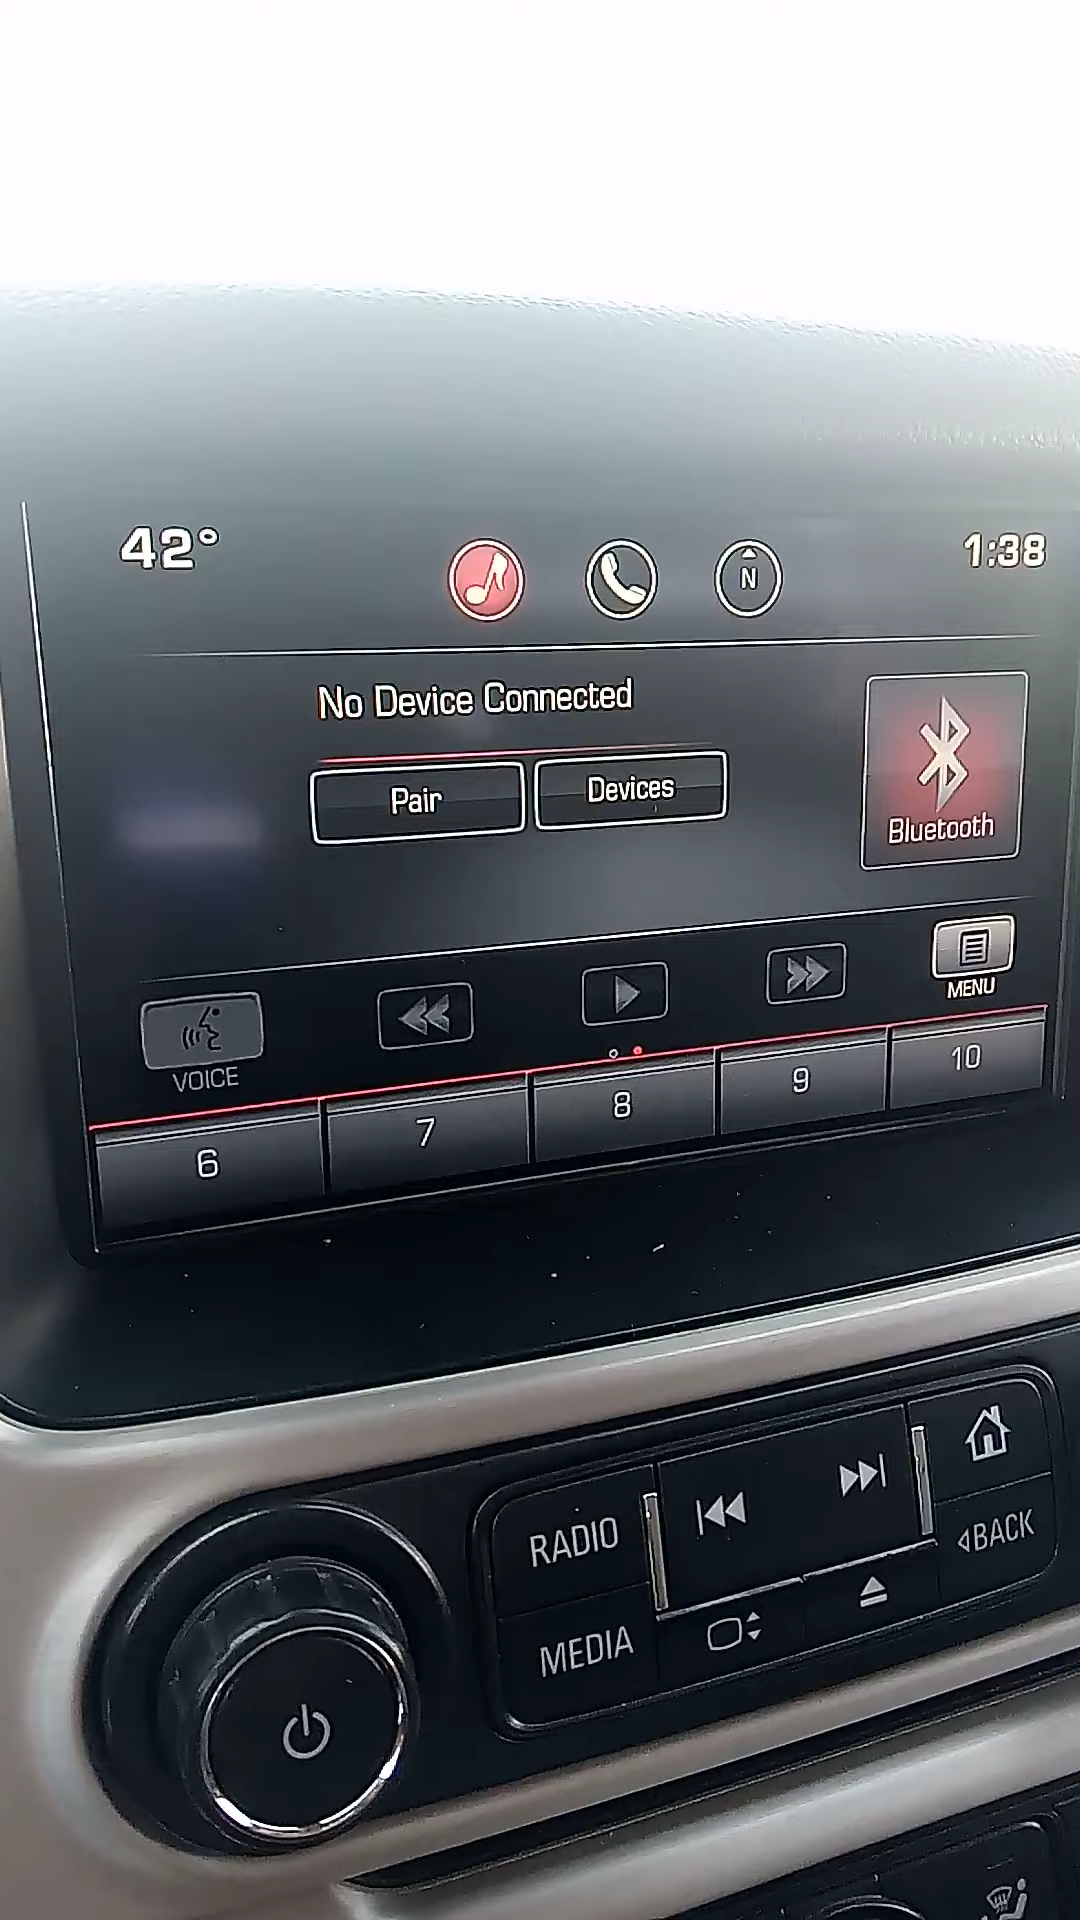 42°
N
1:38
No Device Connected
Pair
Devices
Bluetooth
VOICE
MENU
6
7
8
9
10
RADIO
MEDIA
BACK